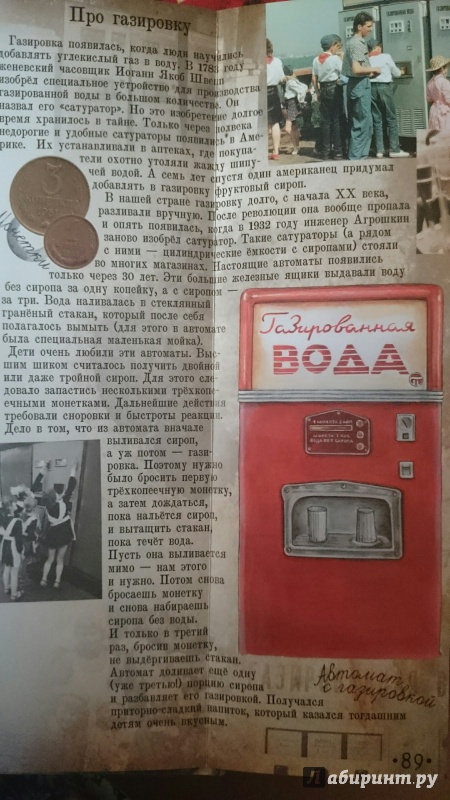 Про газировку
Газировка появилась, когда люди научились
добавлять углекислый газ в воду. В 1783 году
женевский часовщик Иоганн Якоб Швепп
изобрёл специальное устройство для производства
газированной воды в большом количестве. Он
назвал его «сатуратор». Но это изобретение долгое
время хранилось в тайне. Только через полвека
недорогие и удобные сатураторы появились в Аме-
рике. Их устанавливали в аптеках, где покупа-
тели охотно утоляли жажду шипу-
чей водой. А семь лет спустя один американец придумал
добавлять в газировку фруктовый сироп.
В нашей стране газировку долго, с начала XX века,
разливали вручную. После революции она вообще пропала
и опять появилась, когда в 1932 году инженер Агрошкин
заново изобрёл сатуратор. Такие сатураторы (а рядом
с ними — цилиндрические ёмкости с сиропами) стояли
во многих магазинах. Настоящие автоматы появились
только через 30 лет. Эти большие железные ящики выдавали воду
без сиропа за одну копейку, а с сиропом —
за три. Вода наливалась в стеклянный
гранёный стакан, который после себя
полагалось вымыть (для этого в автомате
была специальная маленькая мойка).
Дети очень любили эти автоматы. Выс-
шим шиком считалось получить двойной
или даже тройной сироп. Для этого сле-
довало запастись несколькими трёхкопе-
ечными монетками. Дальнейшие действия
требовали сноровки и быстроты реакции.
Дело в том, что из автомата вначале
выливался сироп,
а уж потом — гази-
ровка. Поэтому нужно
было бросить первую
трёхкопеечную монетку,
а затем дождаться,
пока нальётся сироп,
и вытащить стакан,
пока течёт вода.
Пусть она выливается
мимо — нам этого
и нужно. Потом снова
бросаешь монетку
и снова набираешь
сиропа без воды.
И только в третий
раз, бросив монетку,
не выдёргиваешь стакан.
Автомат доливает ещё одну
(уже третью!) порцию сиропа
и разбавляет его газировкой. Получался
приторно-сладкий напиток, который казался тогдашним
детям очень вкусным.
Монетки
Газированная
ВОДА
Автомат
с газировкой
·89·
Лабиринт.ру